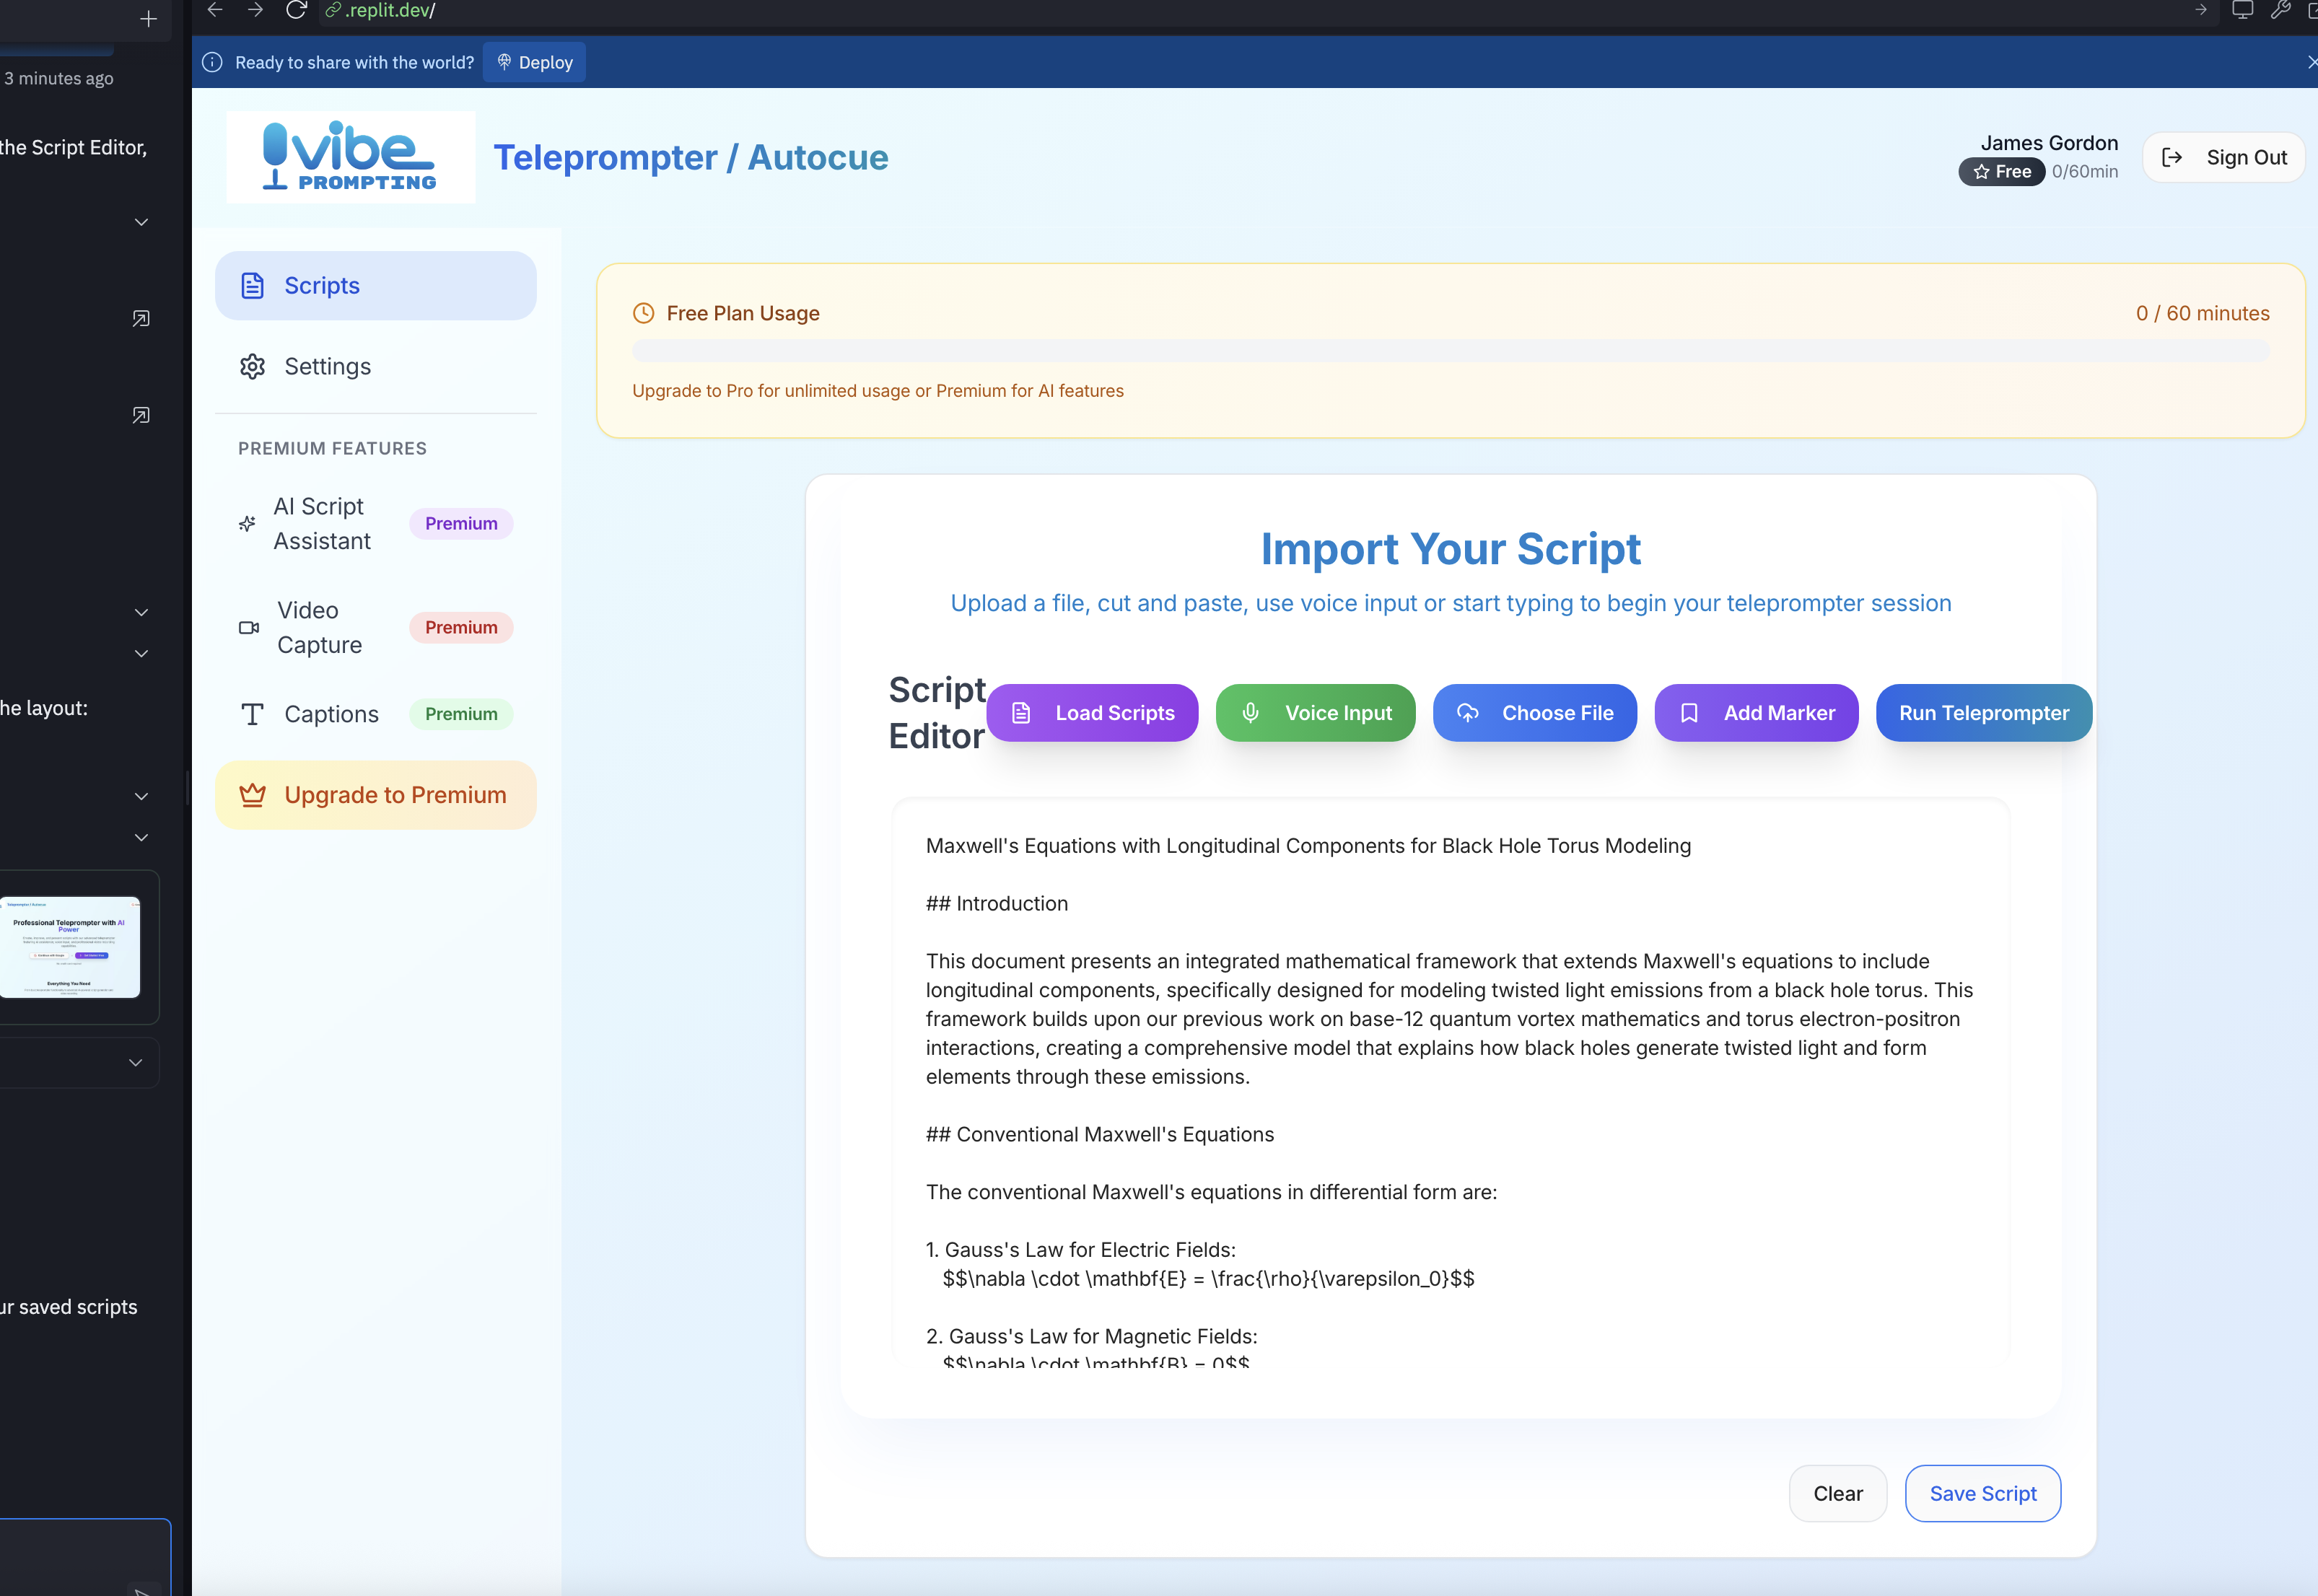 .replit.dev/
3 minutes ago
the Script Editor,
he layout:
Professional Teleprompter with AI
Power
Everything You Need
ur saved scripts
Ready to share with the world?
Deploy
vibe
PROMPTING
Teleprompter / Autocue
James Gordon
Free 0/60min
Sign Out
Scripts
Settings
PREMIUM FEATURES
AI Script
Assistant
Premium
Video
Capture
Premium
Captions
Premium
Upgrade to Premium
Free Plan Usage
0 / 60 minutes
Upgrade to Pro for unlimited usage or Premium for AI features
Import Your Script
Upload a file, cut and paste, use voice input or start typing to begin your teleprompter session
Script
Editor
Load Scripts
Voice Input
Choose File
Add Marker
Run Teleprompter
Maxwell's Equations with Longitudinal Components for Black Hole Torus Modeling
## Introduction
This document presents an integrated mathematical framework that extends Maxwell's equations to include
longitudinal components, specifically designed for modeling twisted light emissions from a black hole torus. This
framework builds upon our previous work on base-12 quantum vortex mathematics and torus electron-positron
interactions, creating a comprehensive model that explains how black holes generate twisted light and form
elements through these emissions.
## Conventional Maxwell's Equations
The conventional Maxwell's equations in differential form are:
1. Gauss's Law for Electric Fields:
$$\nabla \cdot \mathbf{E} = \frac{\rho}{\varepsilon_0}$$
2. Gauss's Law for Magnetic Fields:
$$\nabla \cdot \mathbf{B} = 0$$
Clear
Save Script